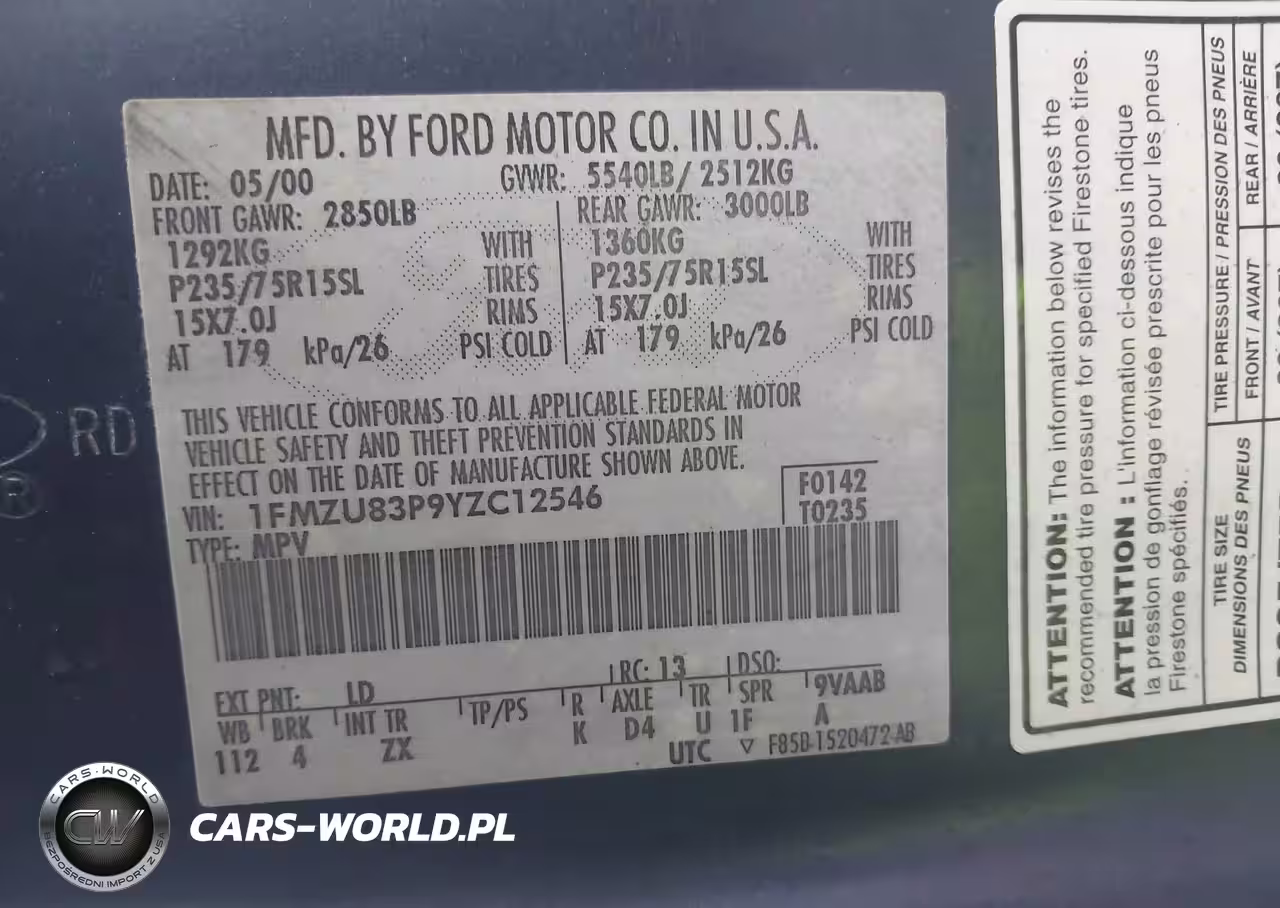 MFD. BY FORD MOTOR CO. IN U.S.A.
DATE: 05/00 GVWR: 5540LB/ 2512KG
FRONT GAWR: 2850LB REAR GAWR: 3000LB
1292KG WITH 1360KG WITH
P235/75R15SL TIRES P235/75R15SL TIRES
15X7.0J RIMS 15X7.0J RIMS
AT 179 kPa/26 PSI COLD AT 179 kPa/26 PSI COLD
THIS VEHICLE CONFORMS TO ALL APPLICABLE FEDERAL MOTOR
VEHICLE SAFETY AND THEFT PREVENTION STANDARDS IN
EFFECT ON THE DATE OF MANUFACTURE SHOWN ABOVE.
VIN: 1FMZU83P9YZC12546 F0142
TYPE: MPV T0235
EXT PNT: LD RC: 13 DSO:
WB BRK INT TR TP/PS R AXLE TR SPR 9VAAB
112 4 ZX K D4 U 1F A
UTC ▽ F85B-1520472-AB
RD
®
ATTENTION: The information below revises the
recommended tire pressure for specified Firestone tires.
ATTENTION : L'information ci-dessous indique
la pression de gonflage révisée prescrite pour les pneus
Firestone spécifiés.
TIRE SIZE
DIMENSIONS DES PNEUS
TIRE PRESSURE / PRESSION DES PNEUS
FRONT / AVANT
REAR / ARRIÈRE
CARS-WORLD
CW
BEZPOŚREDNI IMPORT Z USA
CARS-WORLD.PL